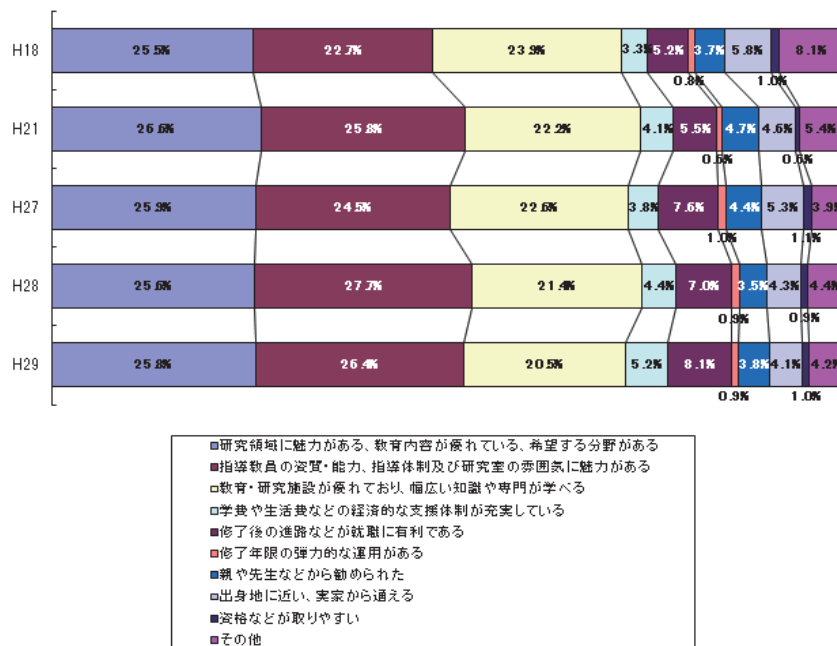 H18 25.5% 22.7% 23.9% 3.3% 5.2% 3.7% 5.8% 8.1%
0.8% 1.0%
H21 26.6% 25.8% 22.2% 4.1% 5.5% 4.7% 4.6% 5.4%
H27 25.9% 24.5% 22.6% 3.8% 7.6% 4.4% 5.3% 3.9%
1.0% 1.1%
H28 25.6% 27.7% 21.4% 4.4% 7.0% 3.5% 4.3% 4.4%
0.9% 0.9%
H29 25.8% 26.4% 20.5% 5.2% 8.1% 3.8% 4.1% 4.2%
0.9% 1.0%
研究領域に魅力がある、教育内容が優れている、希望する分野がある
指導教員の資質・能力、指導体制及び研究室の雰囲気に魅力がある
教育・研究施設が優れており、幅広い知識や専門が学べる
学費や生活費などの経済的な支援体制が充実している
修了後の進路などが就職に有利である
修了年限の弾力的な運用がある
親や先生などから勧められた
出身地に近い、実家から通える
資格などが取りやすい
その他